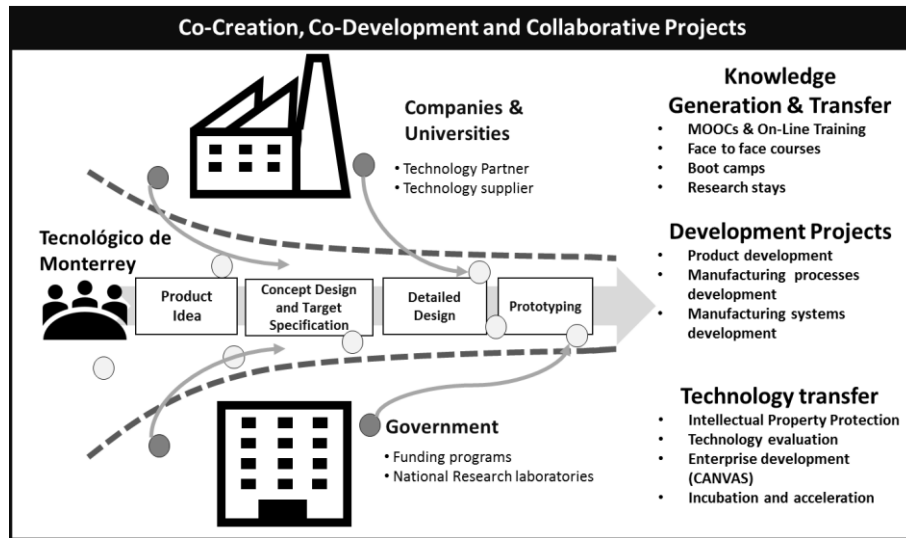 Co-Creation, Co-Development and Collaborative Projects
Companies &
Universities
• Technology Partner
• Technology supplier
Tecnológico de
Monterrey
Product
Idea
Concept Design
and Target
Specification
Detailed
Design
Prototyping
Government
• Funding programs
• National Research laboratories
Knowledge
Generation & Transfer
• MOOCs & On-Line Training
• Face to face courses
• Boot camps
• Research stays
Development Projects
• Product development
• Manufacturing processes
development
• Manufacturing systems
development
Technology transfer
• Intellectual Property Protection
• Technology evaluation
• Enterprise development
(CANVAS)
• Incubation and acceleration